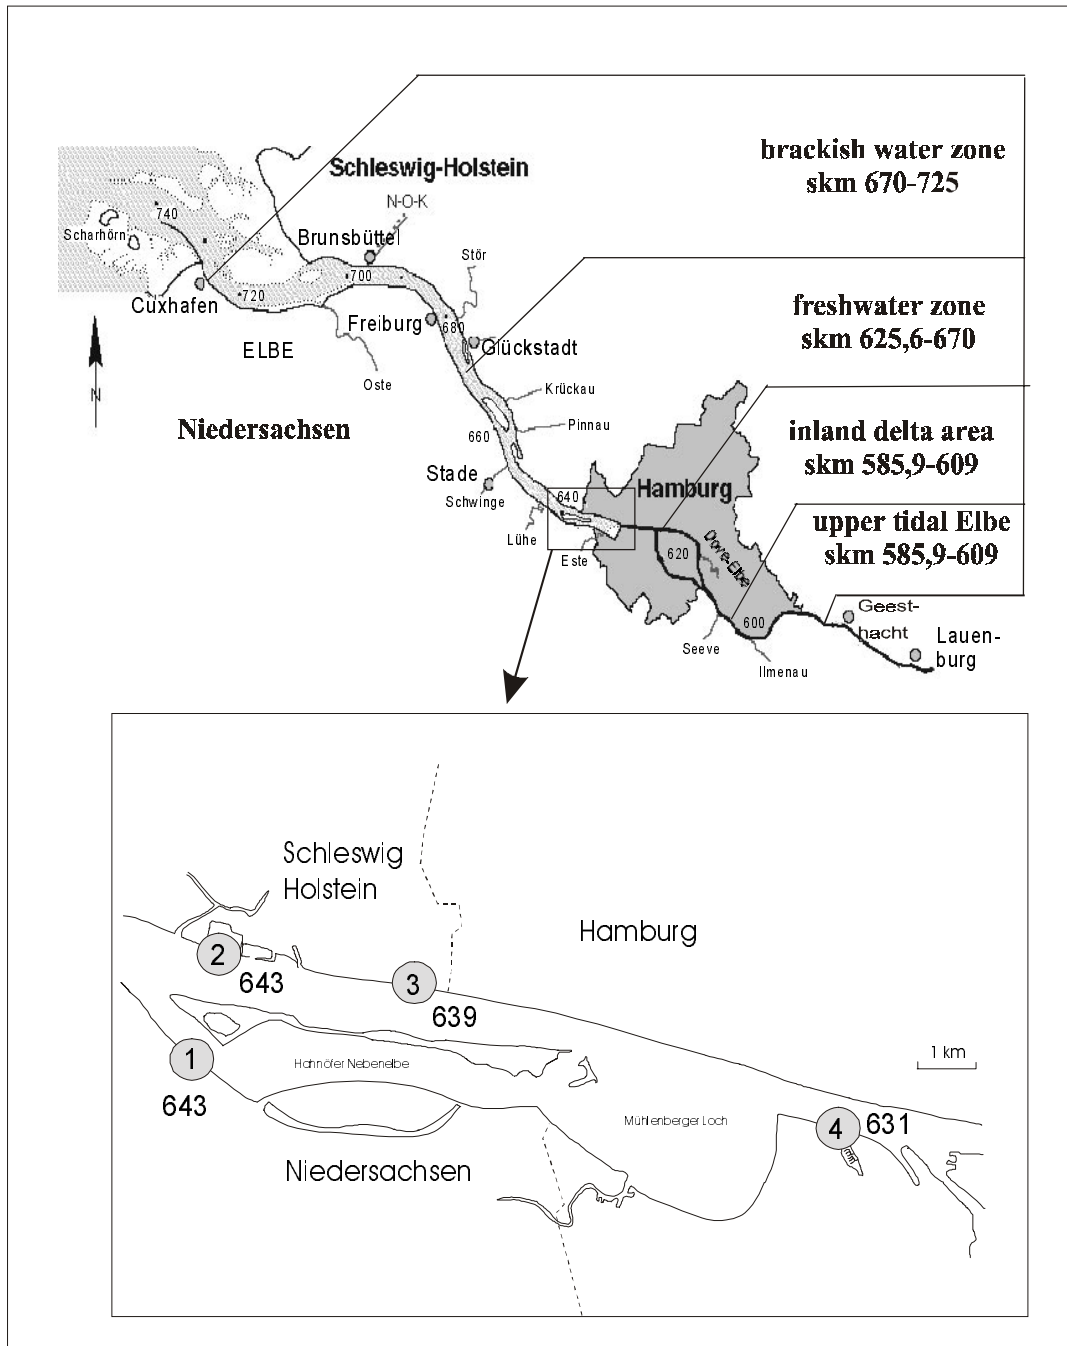 brackish water zone
skm 670-725
Schleswig-Holstein
N-O-K
740
Scharhörn
Brunsbüttel
Stör
700
720
Cuxhafen
freshwater zone
skm 625,6-670
Freiburg
680
Glückstadt
ELBE
Oste
N
Krückau
Niedersachsen
660
Pinnau
inland delta area
skm 585,9-609
Stade
Schwinge
640
Hamburg
upper tidal Elbe
skm 585,9-609
Lühe
Este
620
Dove-Elbe
600
Geest-
hacht
Seeve
Lauen-
burg
Ilmenau
Schleswig
Holstein
Hamburg
2
643
3
639
1 km
1
Hahnöfer Nebenelbe
643
Mühlenberger Loch
4
631
Niedersachsen